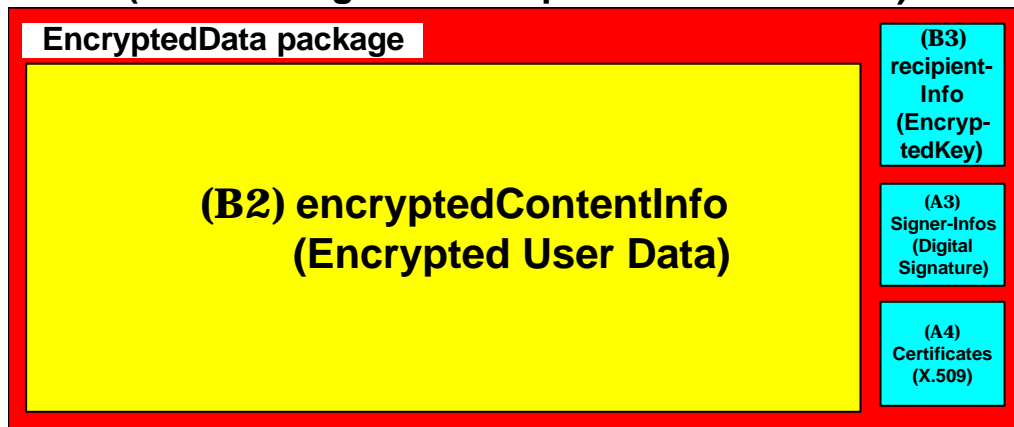 EncryptedData package
(B2) encryptedContentInfo
(Encrypted User Data)
(B3)
recipient-
Info
(Encryp-
tedKey)
(A3)
Signer-Infos
(Digital
Signature)
(A4)
Certificates
(X.509)